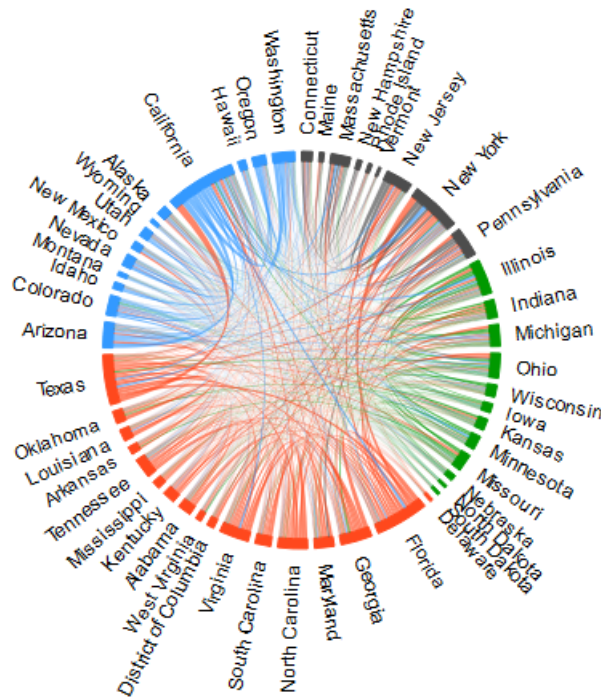 Connecticut
Maine
Massachusetts
New Hampshire
Rhode Island
Vermont
New Jersey
New York
Pennsylvania
Illinois
Indiana
Michigan
Ohio
Wisconsin
Iowa
Kansas
Minnesota
Missouri
Nebraska
North Dakota
South Dakota
Delaware
Florida
Georgia
Maryland
North Carolina
South Carolina
Virginia
District of Columbia
West Virginia
Alabama
Kentucky
Mississippi
Tennessee
Arkansas
Louisiana
Oklahoma
Texas
Arizona
Colorado
Idaho
Montana
Nevada
New Mexico
Utah
Wyoming
Alaska
California
Hawaii
Oregon
Washington